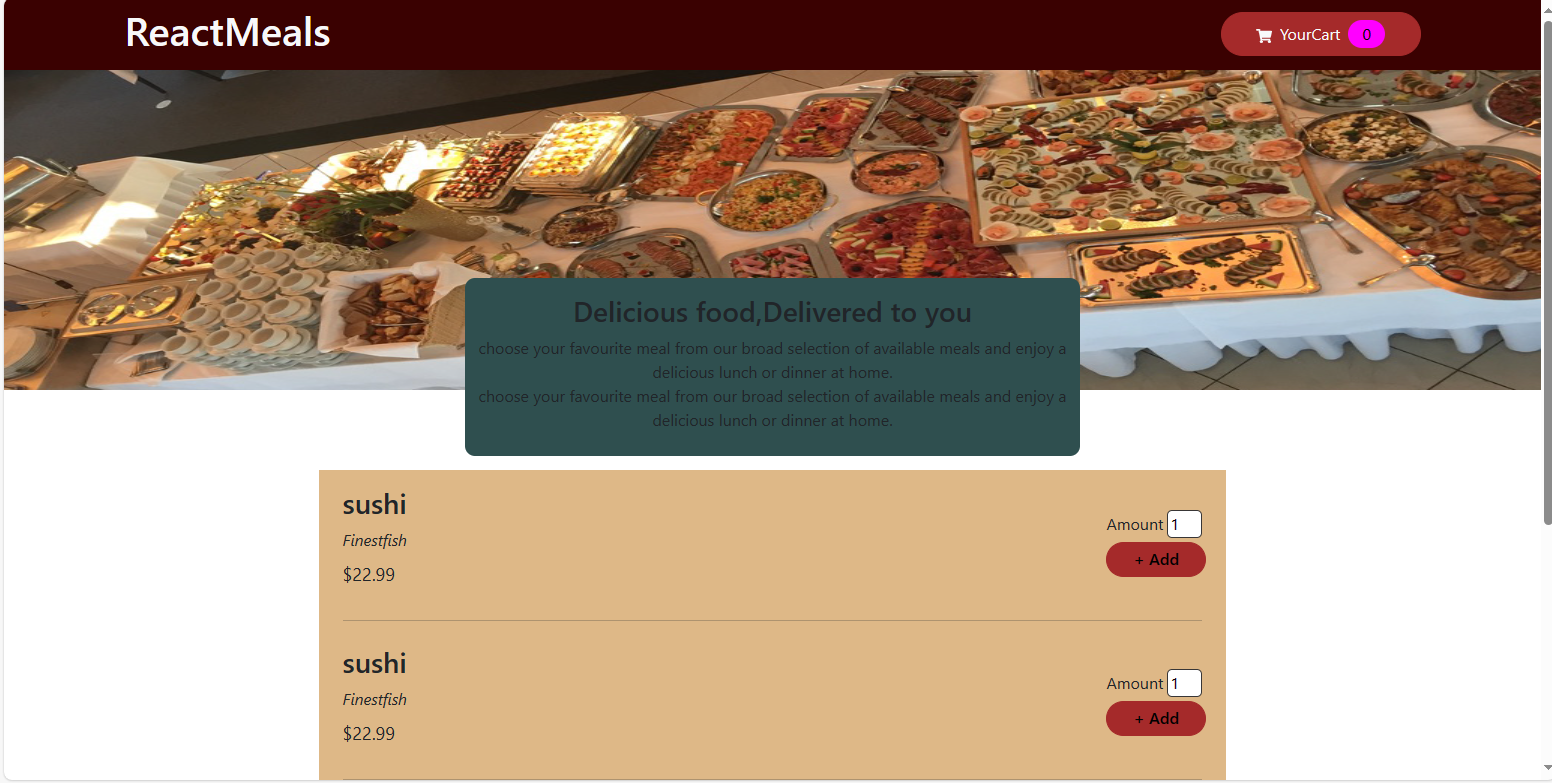 ReactMeals
YourCart 0
Delicious food,Delivered to you
choose your favourite meal from our broad selection of available meals and enjoy a
delicious lunch or dinner at home.
choose your favourite meal from our broad selection of available meals and enjoy a
delicious lunch or dinner at home.
sushi
Finestfish
$22.99
Amount 1
+ Add
sushi
Finestfish
$22.99
Amount 1
+ Add